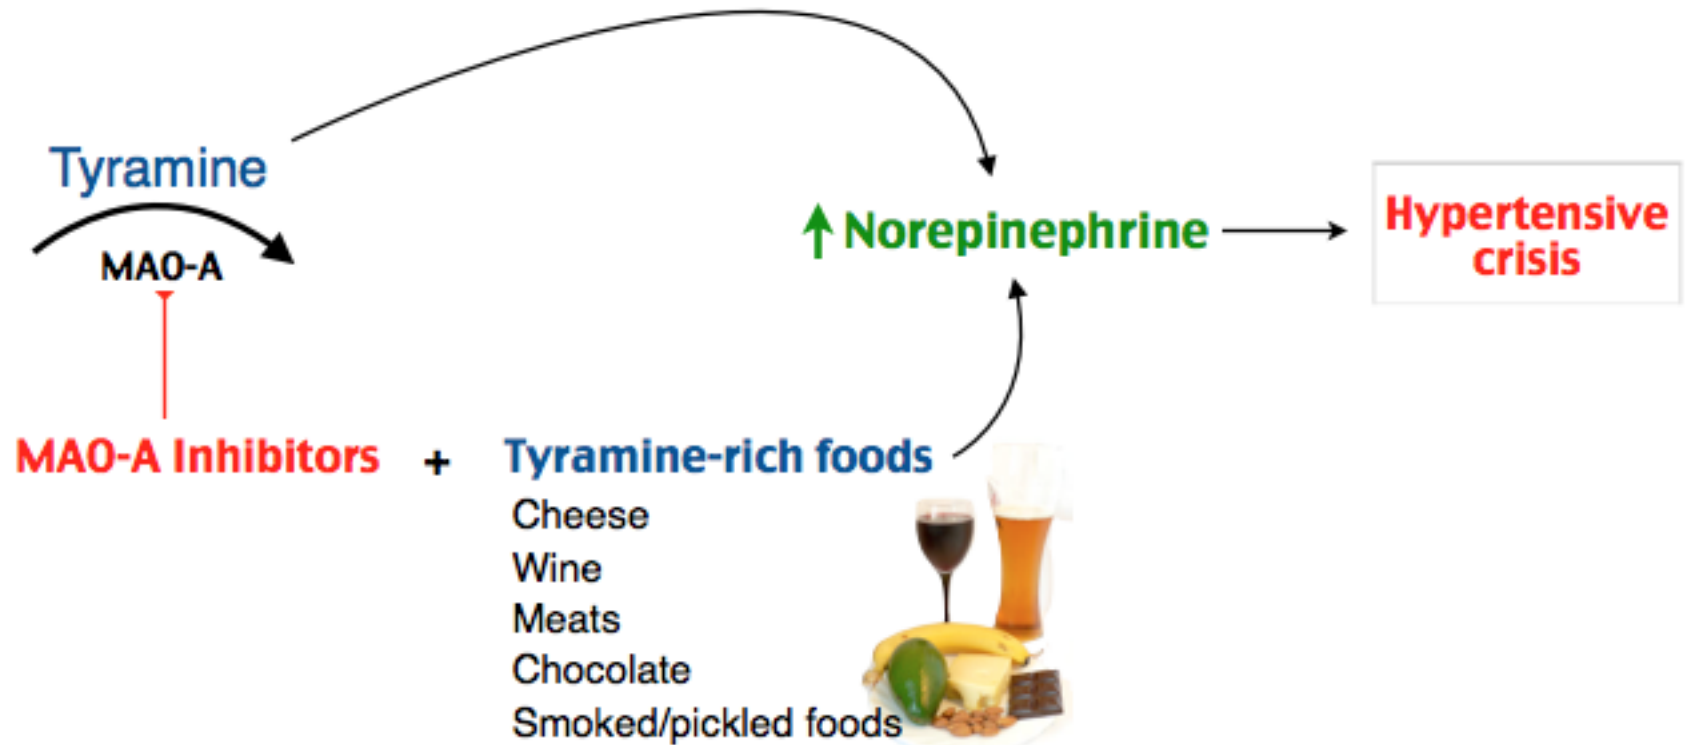 Tyramine
MAO-A
Norepinephrine
Hypertensive
crisis
MAO-A Inhibitors + Tyramine-rich foods
Cheese
Wine
Meats
Chocolate
Smoked/pickled foods